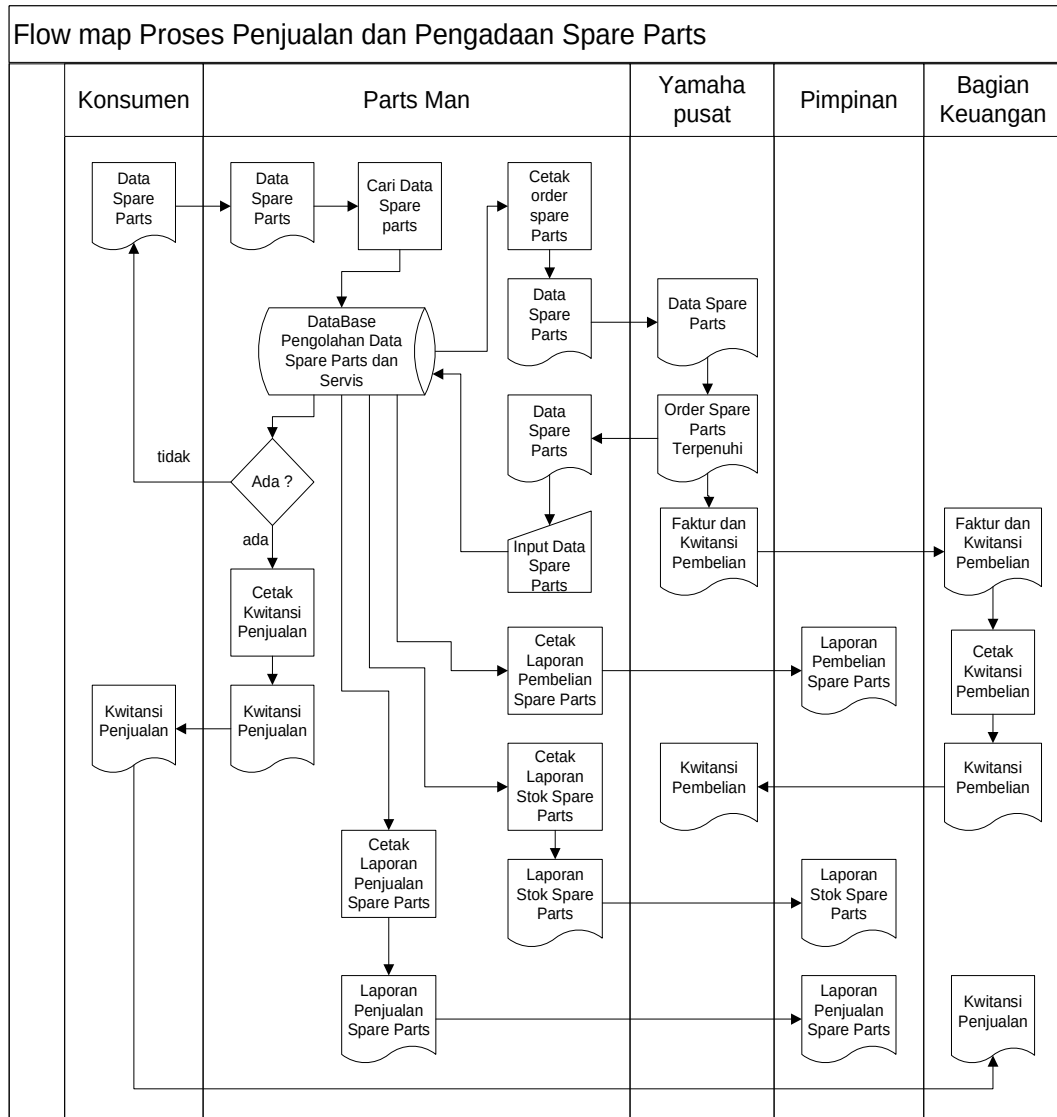 Flow map Proses Penjualan dan Pengadaan Spare Parts
Konsumen
Parts Man
Yamaha
pusat
Pimpinan
Bagian
Keuangan
Data
Spare
Parts
Data
Spare
Parts
Cari Data
Spare
parts
Cetak
order
spare
Parts
Data
Spare
Parts
Data Spare
Parts
DataBase
Pengolahan Data
Spare Parts dan
Servis
Data
Spare
Parts
Order Spare
Parts
Terpenuhi
tidak
Ada ?
ada
Input Data
Spare
Parts
Faktur dan
Kwitansi
Pembelian
Faktur dan
Kwitansi
Pembelian
Cetak
Kwitansi
Penjualan
Cetak
Laporan
Pembelian
Spare Parts
Laporan
Pembelian
Spare Parts
Cetak
Kwitansi
Pembelian
Kwitansi
Penjualan
Kwitansi
Penjualan
Cetak
Laporan
Stok Spare
Parts
Kwitansi
Pembelian
Kwitansi
Pembelian
Cetak
Laporan
Penjualan
Spare Parts
Laporan
Stok Spare
Parts
Laporan
Stok Spare
Parts
Laporan
Penjualan
Spare Parts
Laporan
Penjualan
Spare Parts
Kwitansi
Penjualan